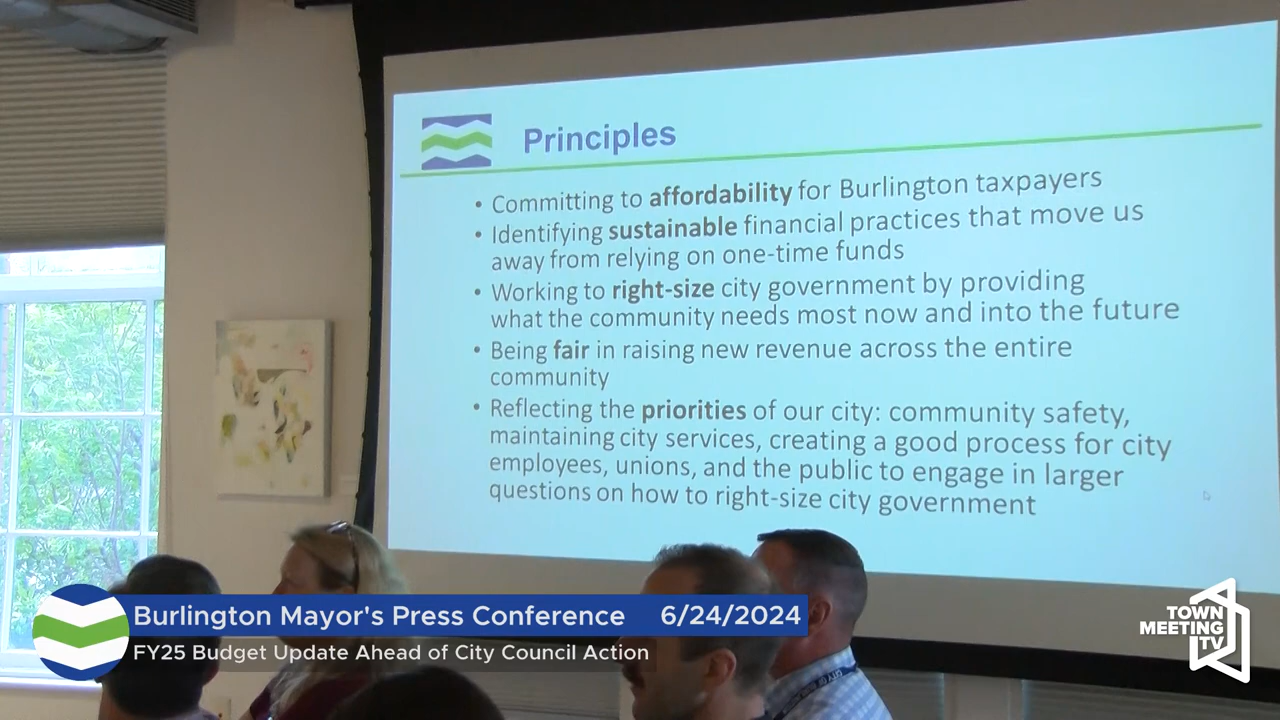 Principles
• Committing to affordability for Burlington taxpayers
• Identifying sustainable financial practices that move us
away from relying on one-time funds
• Working to right-size city government by providing
what the community needs most now and into the future
• Being fair in raising new revenue across the entire
community
• Reflecting the priorities of our city: community safety,
maintaining city services, creating a good process for city
employees, unions, and the public to engage in larger
questions on how to right-size city government
Burlington Mayor's Press Conference 6/24/2024
FY25 Budget Update Ahead of City Council Action
TOWN
MEETING
TV